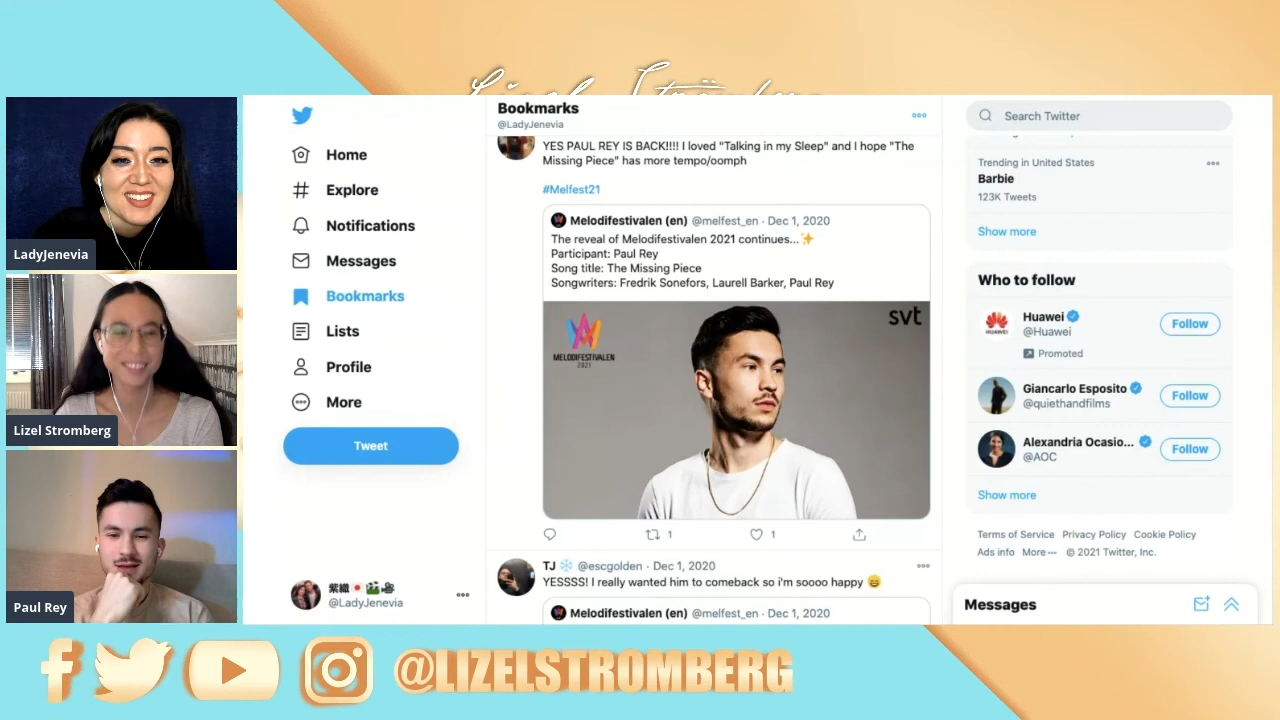 LadyJenevia
Lizel Stromberg
Paul Rey
Home
Explore
Notifications
Messages
Bookmarks
Lists
Profile
More
Tweet
紫織 🇯🇵🎬🎥
@LadyJenevia
Bookmarks
@LadyJenevia
YES PAUL REY IS BACK!!!! I loved "Talking in my Sleep" and I hope "The
Missing Piece" has more tempo/oomph
#Melfest21
Melodifestivalen (en) @melfest_en · Dec 1, 2020
The reveal of Melodifestivalen 2021 continues...✨
Participant: Paul Rey
Song title: The Missing Piece
Songwriters: Fredrik Sonefors, Laurell Barker, Paul Rey
svt
MELODIFESTIVALEN
2021
1
1
TJ ❄️ @escgolden · Dec 1, 2020
YESSSS! I really wanted him to comeback so i'm soooo happy 😄
Melodifestivalen (en) @melfest_en · Dec 1, 2020
Search Twitter
Trending in United States
Barbie
123K Tweets
Show more
Who to follow
Huawei
@Huawei
Promoted
Follow
Giancarlo Esposito
@quiethandfilms
Follow
Alexandria Ocasio...
@AOC
Follow
Show more
Terms of Service Privacy Policy Cookie Policy
Ads info More··· © 2021 Twitter, Inc.
Messages
@LIZELSTROMBERG